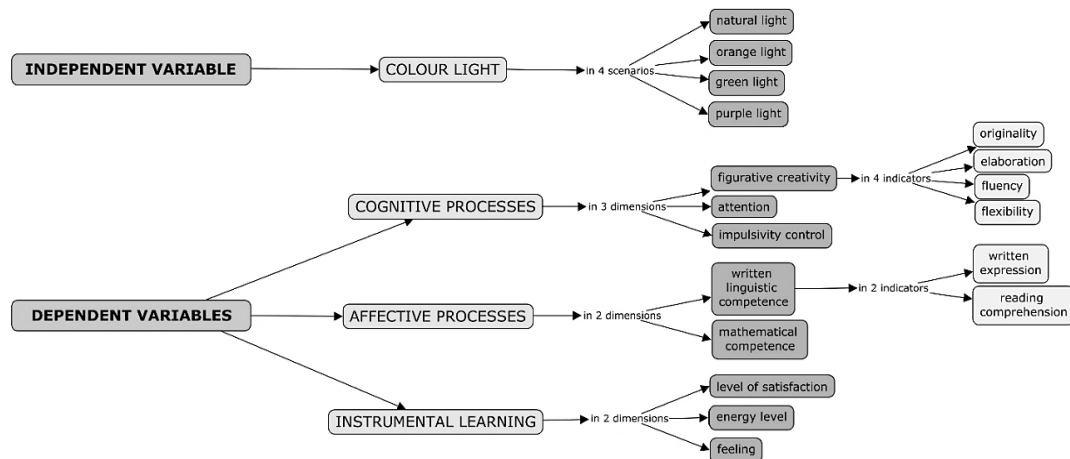 INDEPENDENT VARIABLE
COLOUR LIGHT
in 4 scenarios
natural light
orange light
green light
purple light
DEPENDENT VARIABLES
COGNITIVE PROCESSES
in 3 dimensions
figurative creativity
in 4 indicators
originality
elaboration
fluency
flexibility
attention
impulsivity control
AFFECTIVE PROCESSES
in 2 dimensions
written
linguistic
competence
in 2 indicators
written
expression
reading
comprehension
mathematical
competence
INSTRUMENTAL LEARNING
in 2 dimensions
level of satisfaction
energy level
feeling